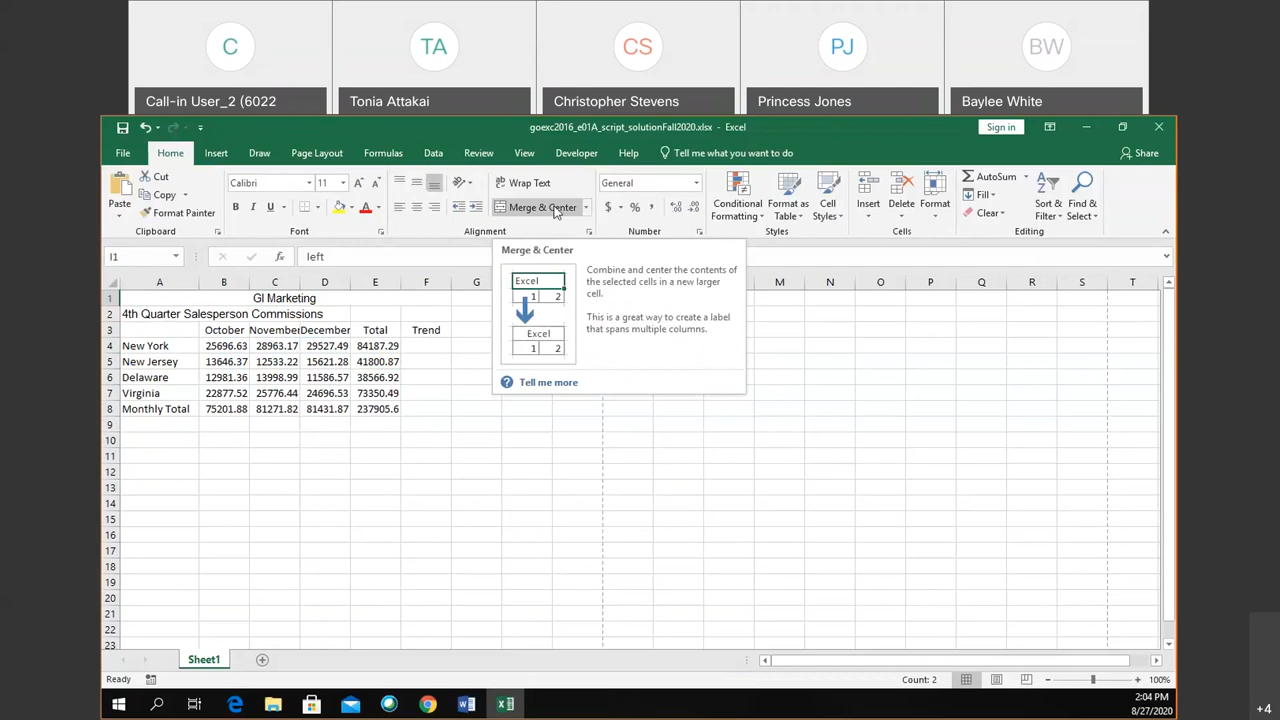 C
TA
CS
PJ
BW
Call-in User_2 (6022
Tonia Attakai
Christopher Stevens
Princess Jones
Baylee White
goexc2016_e01A_script_solutionFall2020.xlsx - Excel
Sign in
File Home Insert Draw Page Layout Formulas Data Review View Developer Help Tell me what you want to do Share
Paste
Cut
Copy
Format Painter
Calibri 11
B I U
Wrap Text
Merge & Center
General
$ % ,
Conditional Formatting
Format as Table
Cell Styles
Insert
Delete
Format
AutoSum
Fill
Clear
Sort & Filter
Find & Select
Clipboard Font Alignment Number Styles Cells Editing
I1 fx left
Merge & Center
Excel
1 2
Excel
1 2
Combine and center the contents
of the selected cells in a new larger
cell.
This is a great way to create a label
that spans multiple columns.
Tell me more
A B C D E F G M N O P Q R S T
1 GI Marketing
2 4th Quarter Salesperson Commissions
3 October November December Total Trend
4 New York 25696.63 28963.17 29527.49 84187.29
5 New Jersey 13646.37 12533.22 15621.28 41800.87
6 Delaware 12981.36 13998.99 11586.57 38566.92
7 Virginia 22877.52 25776.44 24696.53 73350.49
8 Monthly Total 75201.88 81271.82 81431.87 237905.6
9
10
11
12
13
14
15
16
17
18
19
20
21
22
23
Sheet1
Ready
Count: 2
100%
2:04 PM
8/27/2020
+4